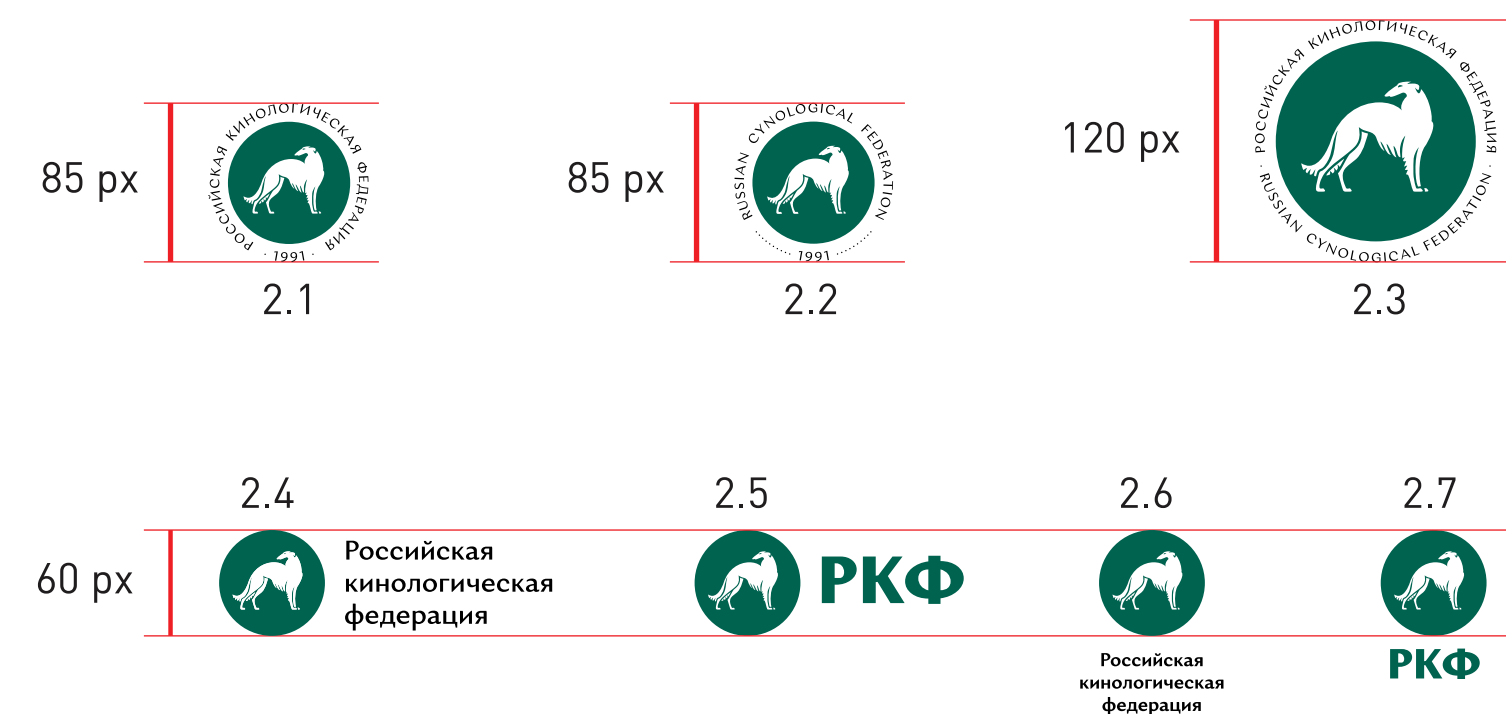 85 px
РОССИЙСКАЯ КИНОЛОГИЧЕСКАЯ ФЕДЕРАЦИЯ
· 1991 ·
2.1
85 px
RUSSIAN CYNOLOGICAL FEDERATION
1991
2.2
120 px
РОССИЙСКАЯ КИНОЛОГИЧЕСКАЯ ФЕДЕРАЦИЯ
· RUSSIAN CYNOLOGICAL FEDERATION ·
2.3
2.4
2.5
2.6
2.7
60 px
Российская
кинологическая
федерация
РКФ
Российская
кинологическая
федерация
РКФ